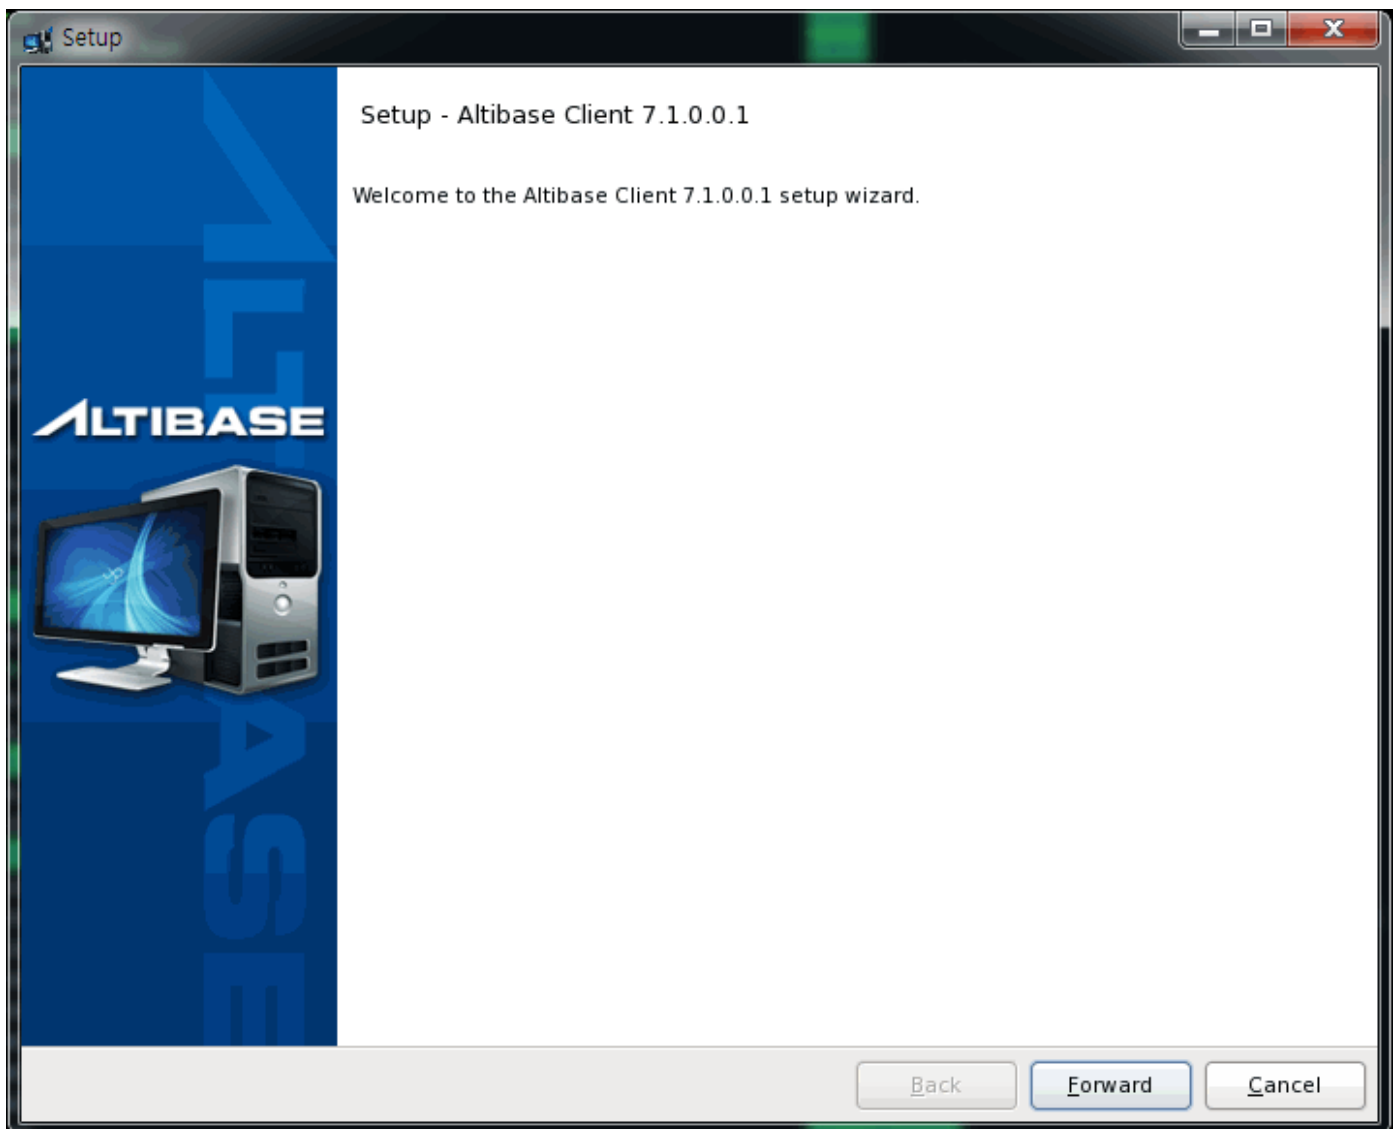 Setup
Setup - Altibase Client 7.1.0.0.1
Welcome to the Altibase Client 7.1.0.0.1 setup wizard.
ALTIBASE
ALTIBASE
Back
Forward
Cancel